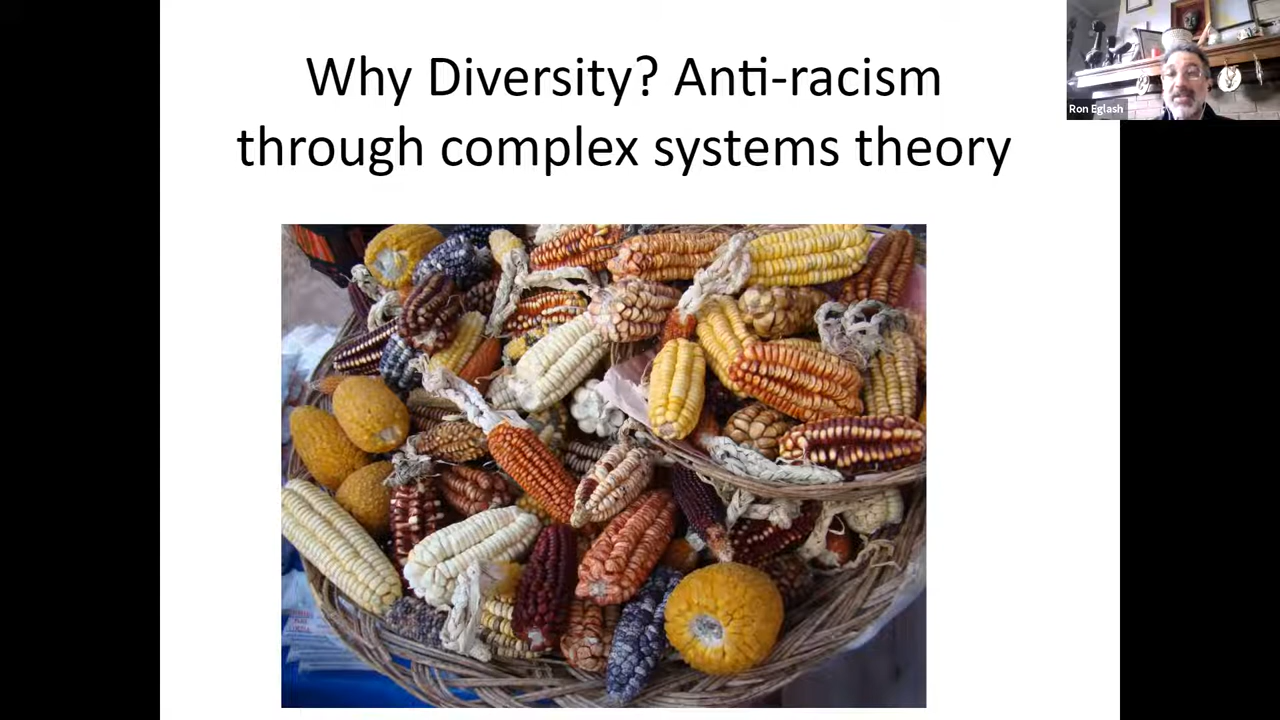 Why Diversity? Anti-racism
through complex systems theory
Ron Eglash